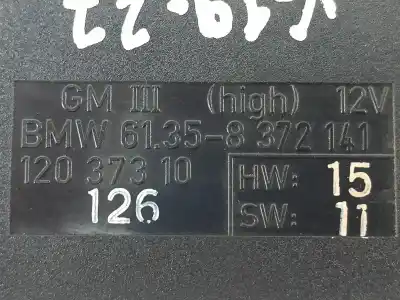 GM III (high) 12V
BMW 61.35-8 372 141
120 373 10
126
HW: 15
SW: 11